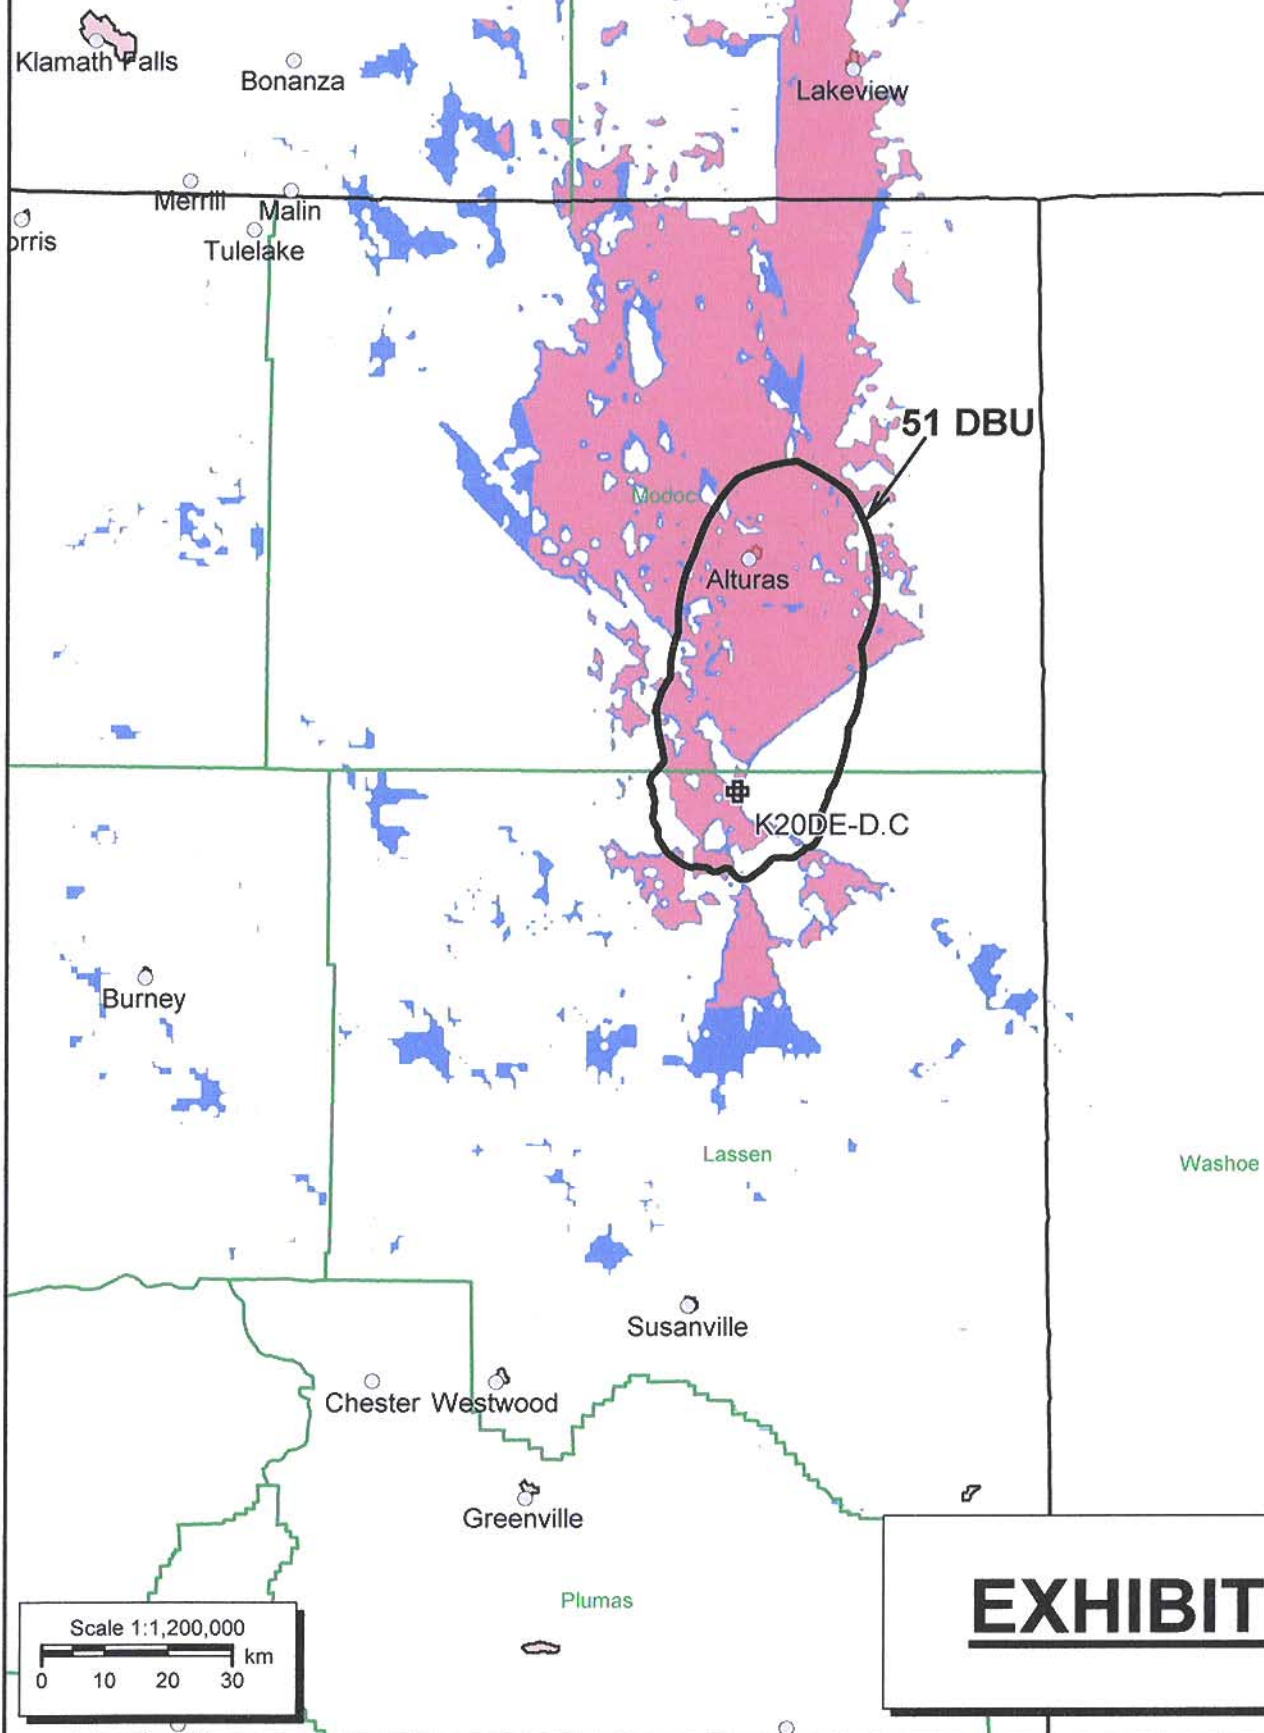 Klamath Falls
Bonanza
Lakeview
Merrill
Malin
orris
Tulelake
51 DBU
Modoc
Alturas
K20DE-D.C
Burney
Lassen
Washoe
Susanville
Chester
Westwood
Greenville
Plumas
EXHIBIT
Scale 1:1,200,000
km
0 10 20 30